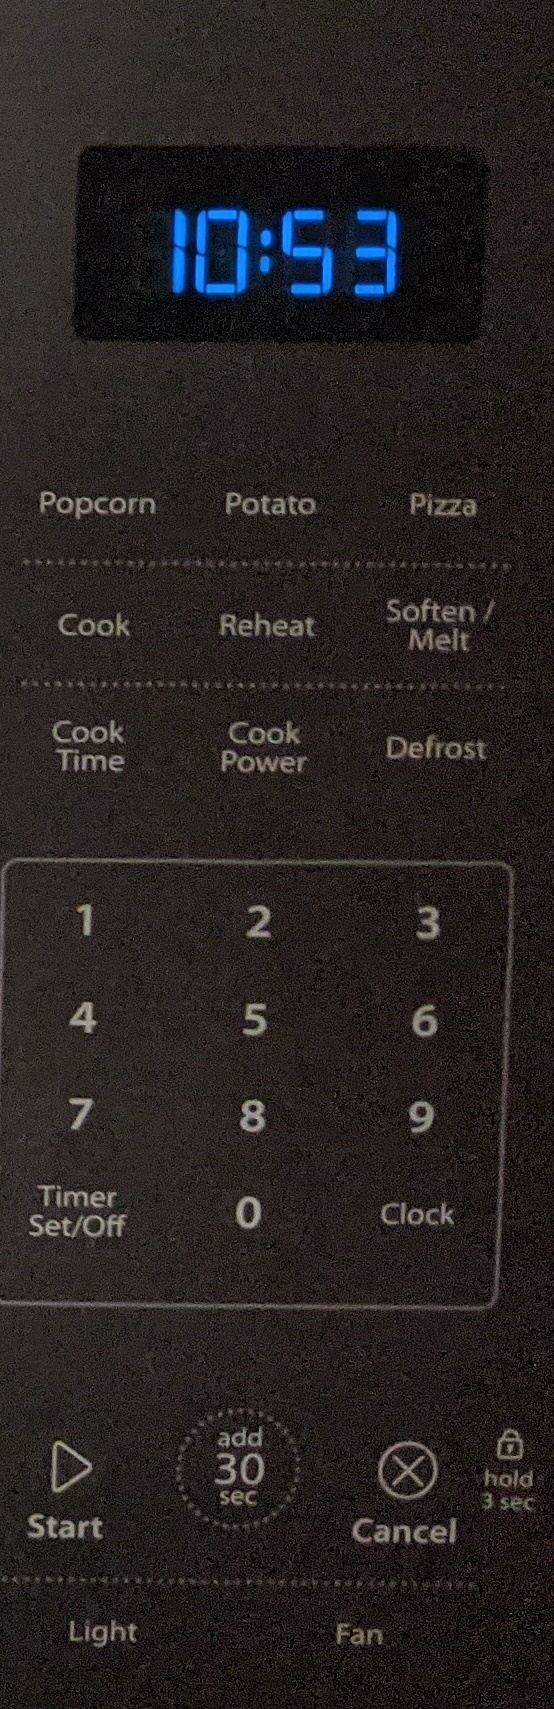 10:53
Popcorn Potato Pizza
Cook Reheat Soften /
Melt
Cook Cook Defrost
Time Power
1 2 3
4 5 6
7 8 9
Timer 0 Clock
Set/Off
add
30
sec
Start
Cancel
hold
3 sec
Light Fan